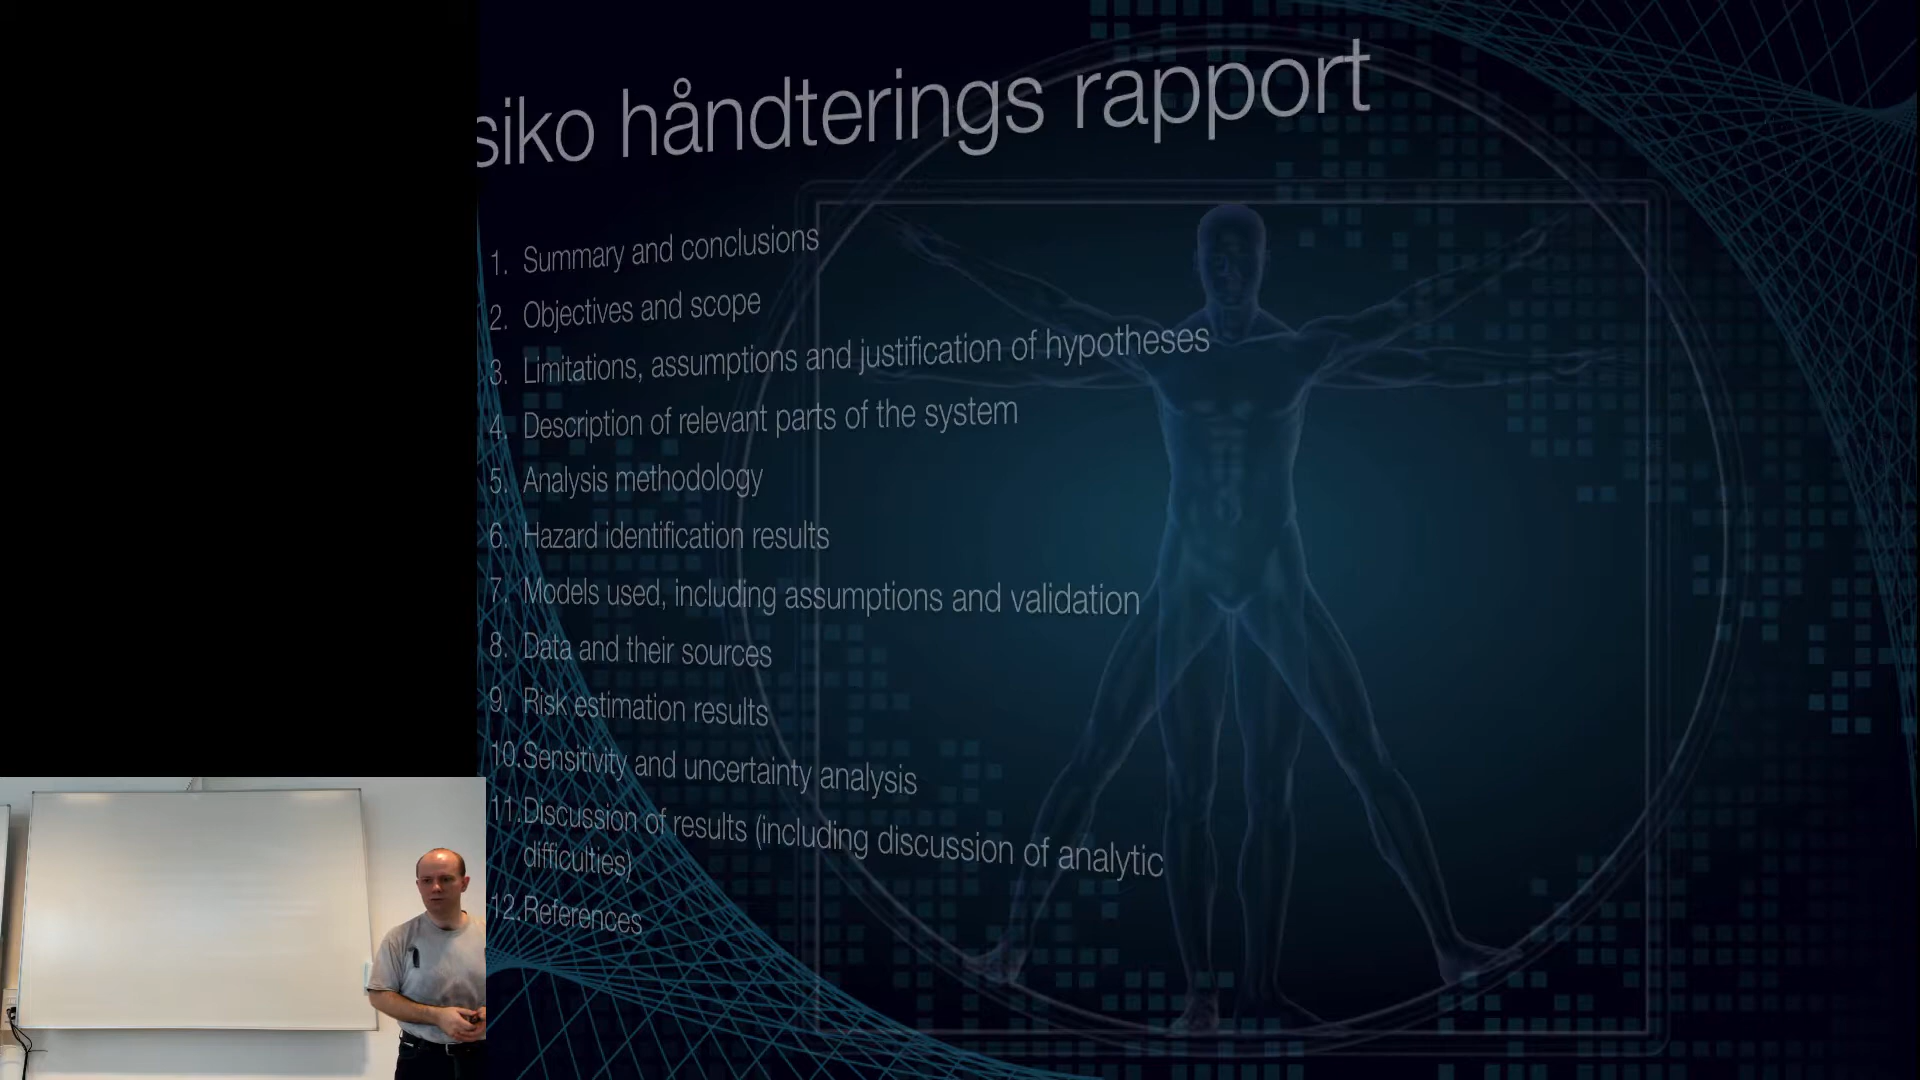 siko håndterings rapport
1. Summary and conclusions
2. Objectives and scope
3. Limitations, assumptions and justification of hypotheses
4. Description of relevant parts of the system
5. Analysis methodology
6. Hazard identification results
7. Models used, including assumptions and validation
8. Data and their sources
9. Risk estimation results
10. Sensitivity and uncertainty analysis
11. Discussion of results (including discussion of analytic
difficulties)
12. References